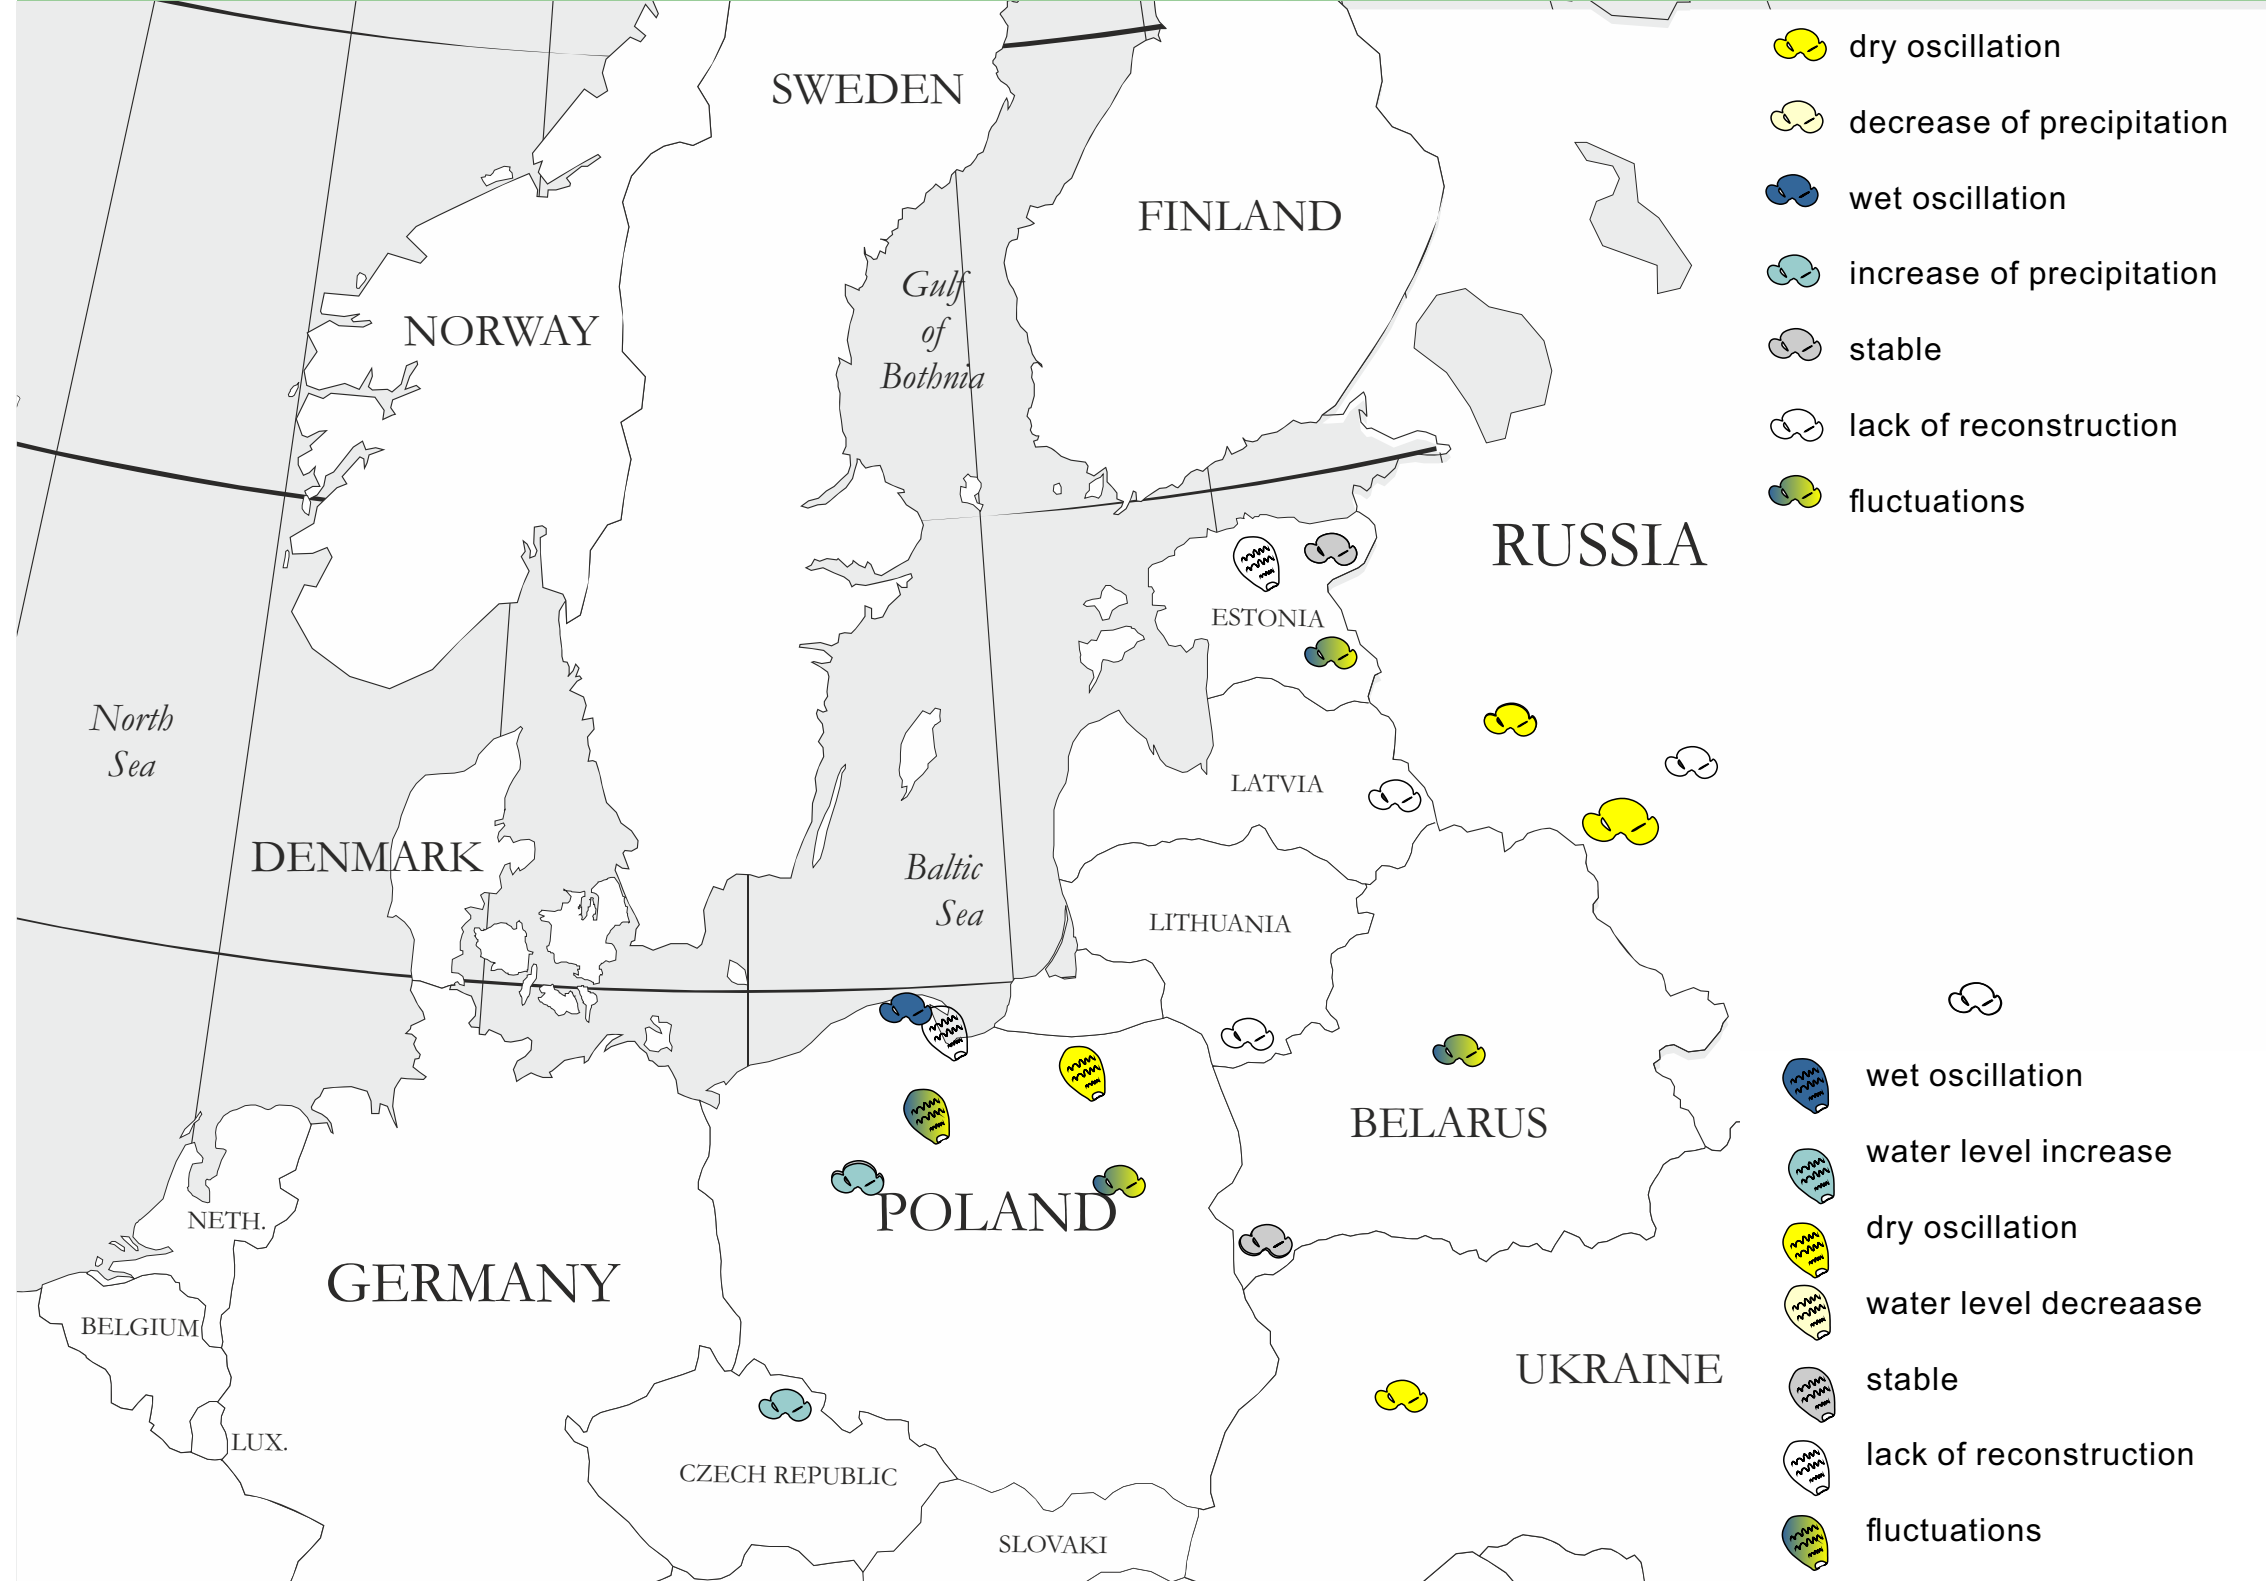 SWEDEN
FINLAND
NORWAY
Gulf
of
Bothnia
RUSSIA
ESTONIA
North
Sea
LATVIA
DENMARK
Baltic
Sea
LITHUANIA
BELARUS
NETH.
POLAND
GERMANY
BELGIUM
UKRAINE
LUX.
CZECH REPUBLIC
SLOVAKI
dry oscillation
decrease of precipitation
wet oscillation
increase of precipitation
stable
lack of reconstruction
fluctuations
wet oscillation
water level increase
dry oscillation
water level decreaase
stable
lack of reconstruction
fluctuations